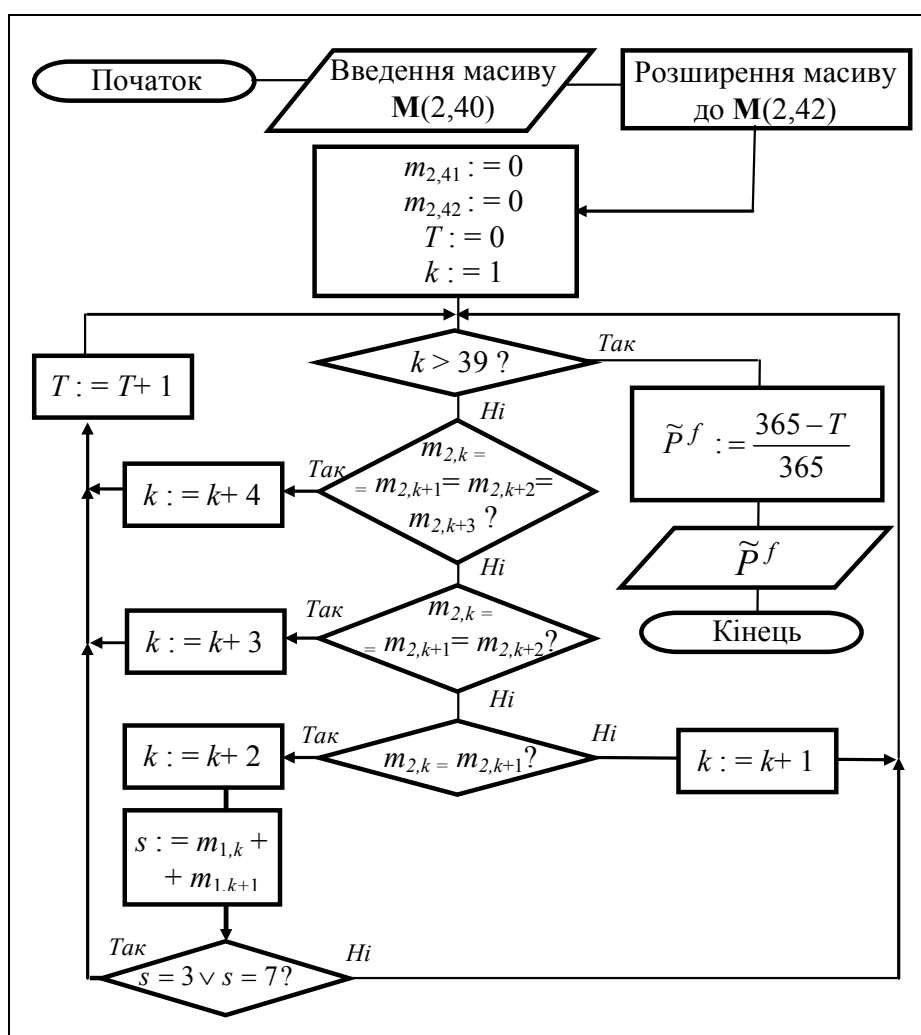 Початок
Введення масиву
M(2,40)
Розширення масиву
до M(2,42)
m2,41 : = 0
m2,42 : = 0
T : = 0
k : = 1
k > 39 ?
Так
Ні
T : = T+ 1
P̃ f := (365 – T)/365
P̃ f
Кінець
m2,k =
= m2,k+1= m2,k+2=
m2,k+3 ?
Так
k : = k+ 4
Ні
m2,k =
= m2,k+1= m2,k+2?
Так
k : = k+ 3
Ні
m2,k = m2,k+1?
Так
k : = k+ 2
Ні
k : = k+ 1
s : = m1,k +
+ m1,k+1
s = 3 ∨ s = 7?
Так
Ні